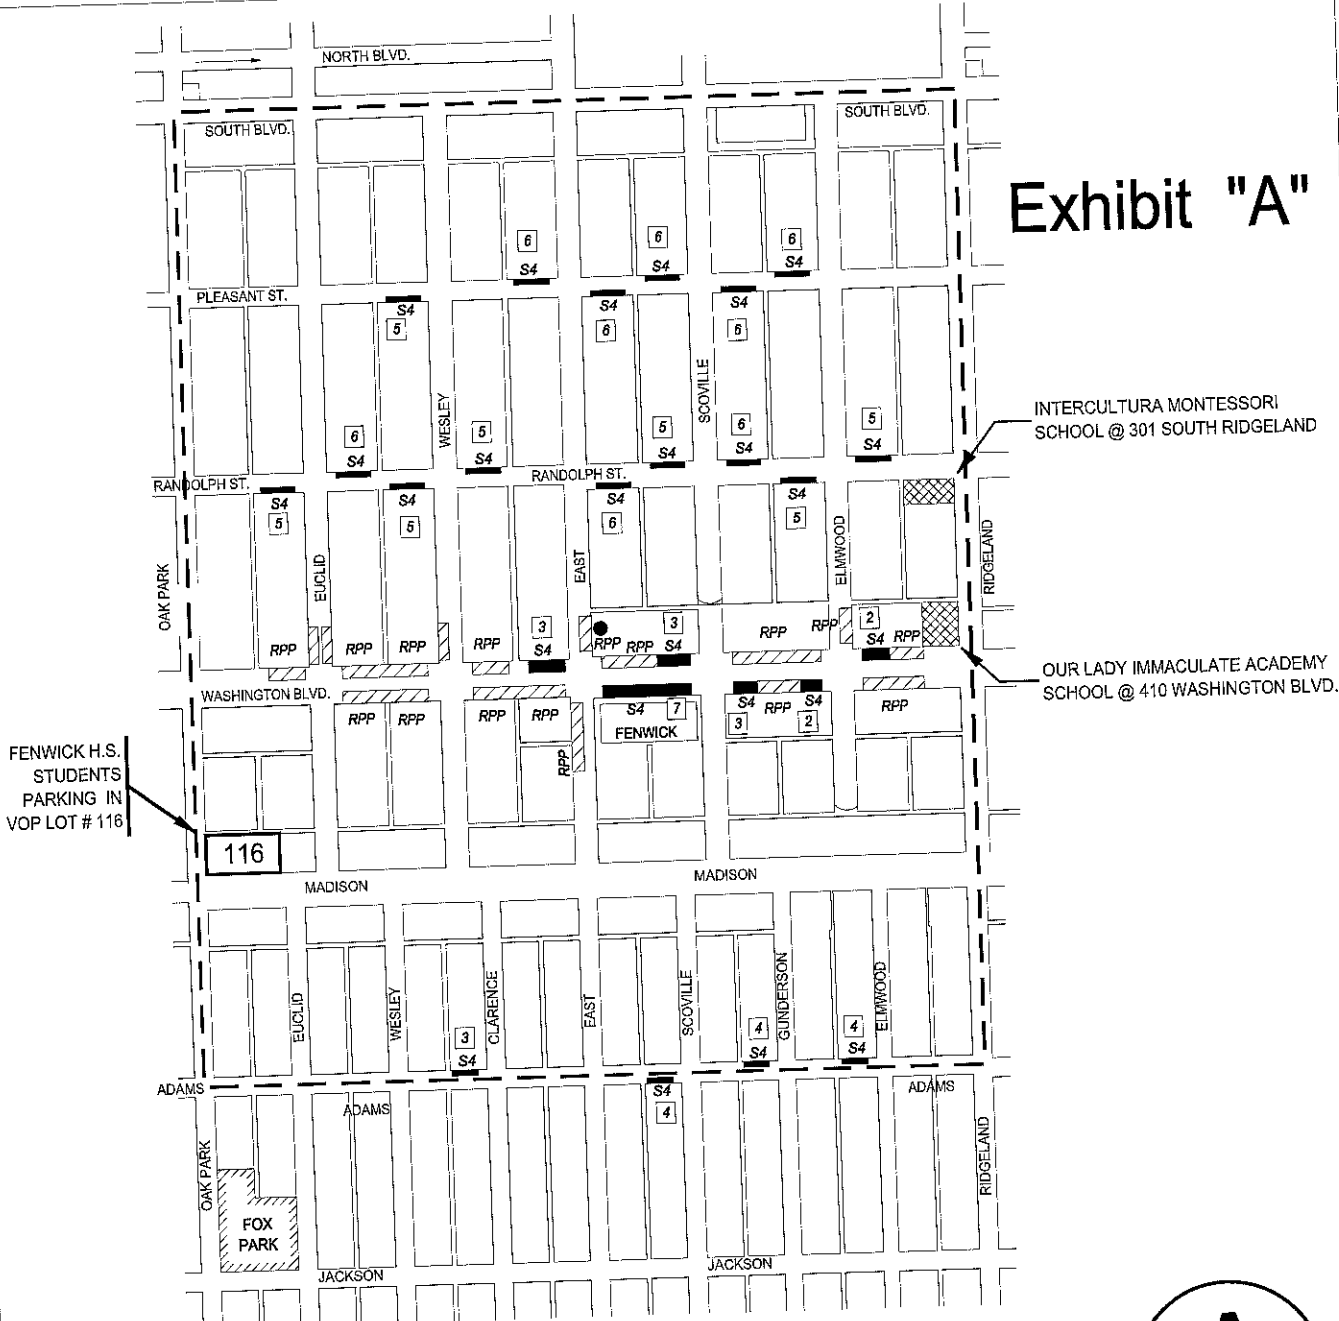 NORTH BLVD.
SOUTH BLVD.
SOUTH BLVD.
Exhibit "A"
6
S4
6
S4
6
S4
PLEASANT ST.
S4
5
S4
6
S4
6
WESLEY
SCOVILLE
6
S4
5
S4
5
S4
6
S4
5
S4
INTERCULTURA MONTESSORI
SCHOOL @ 301 SOUTH RIDGELAND
RANDOLPH ST.
RANDOLPH ST.
S4
5
S4
5
S4
6
S4
5
OAK PARK
EUCLID
EAST
ELMWOOD
RIDGELAND
3
S4
3
S4
2
S4
RPP
RPP
RPP
RPP
RPP
RPP
RPP
RPP
RPP
OUR LADY IMMACULATE ACADEMY
SCHOOL @ 410 WASHINGTON BLVD.
WASHINGTON BLVD.
RPP
RPP
RPP
RPP
RPP
S4
7
FENWICK
S4
3
RPP
S4
2
RPP
FENWICK H.S.
STUDENTS
PARKING IN
VOP LOT # 116
116
MADISON
MADISON
EUCLID
WESLEY
CLARENCE
EAST
SCOVILLE
GUNDERSON
ELMWOOD
3
S4
4
S4
4
S4
ADAMS
ADAMS
ADAMS
S4
4
OAK PARK
RIDGELAND
FOX
PARK
JACKSON
JACKSON